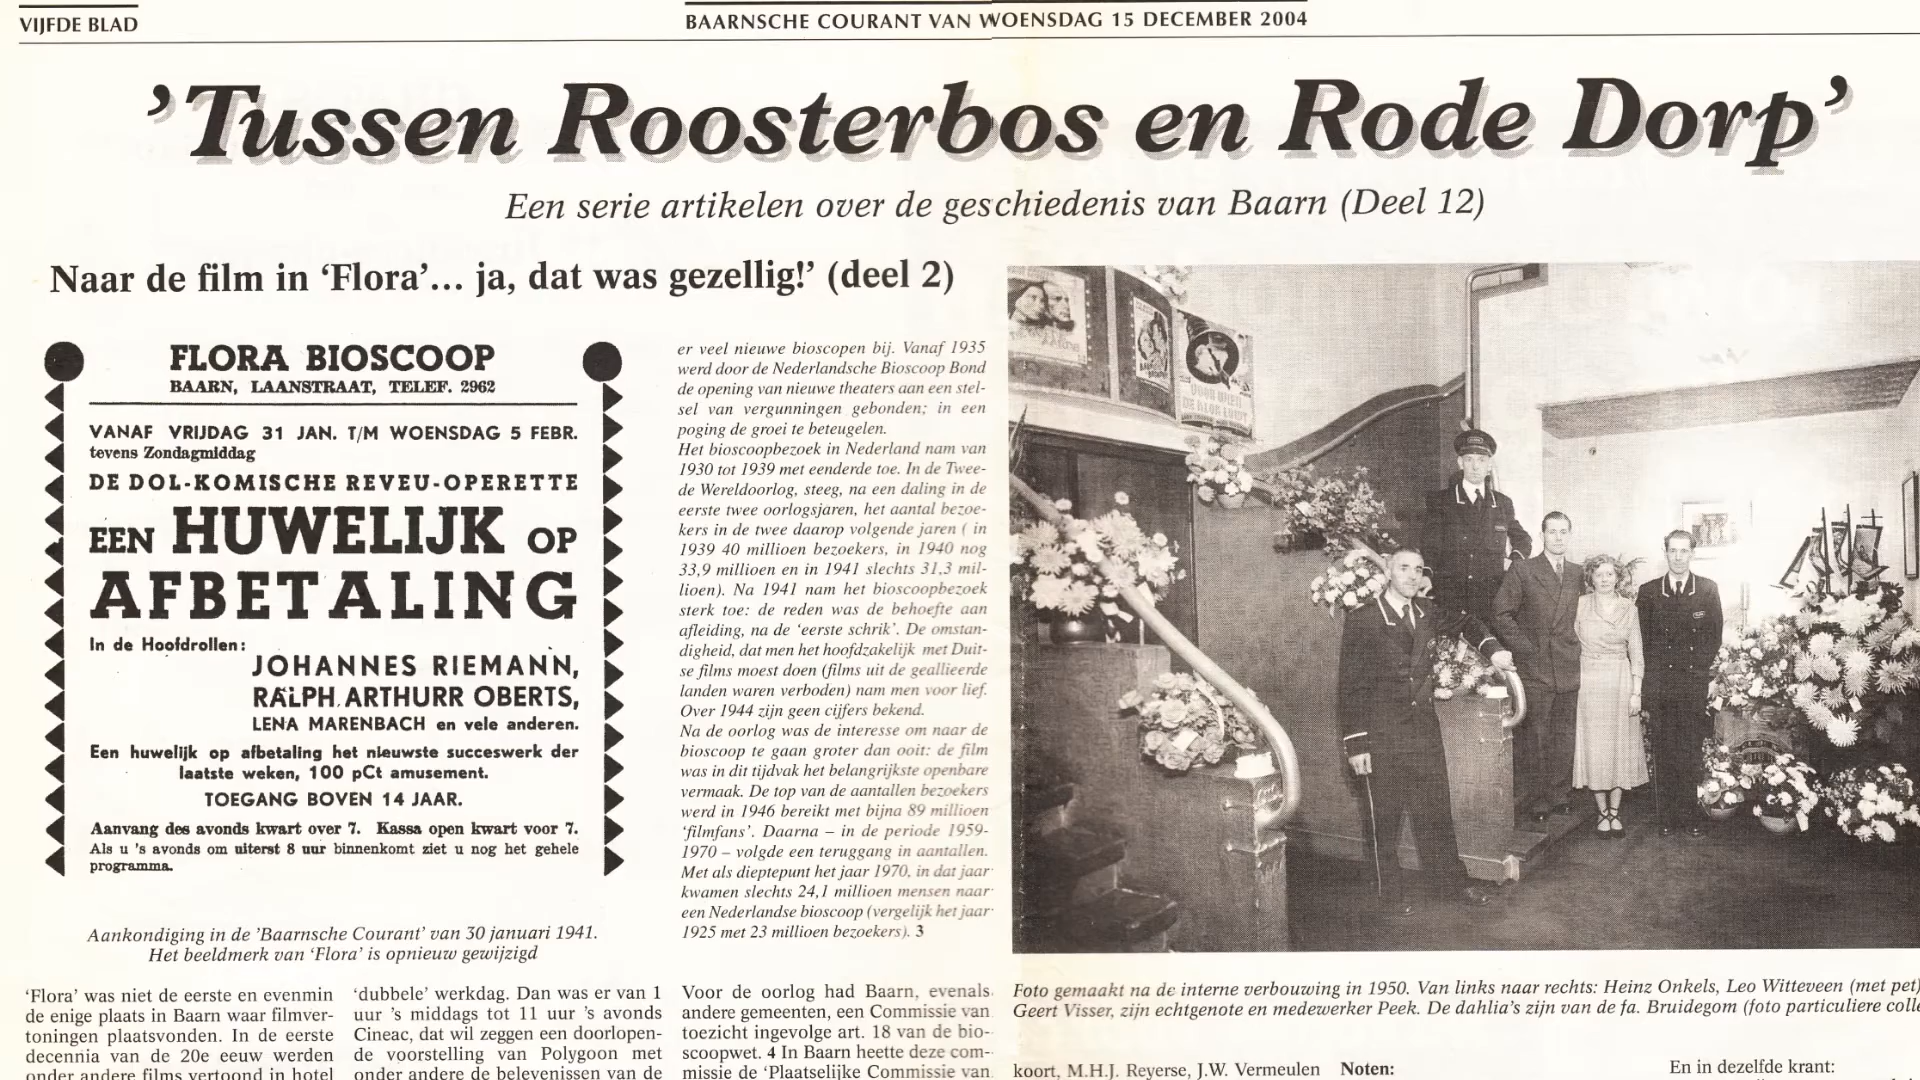 VIJFDE BLAD
BAARNSCHE COURANT VAN WOENSDAG 15 DECEMBER 2004
’Tussen Roosterbos en Rode Dorp’
Een serie artikelen over de geschiedenis van Baarn (Deel 12)
Naar de film in ‘Flora’... ja, dat was gezellig!’ (deel 2)
FLORA BIOSCOOP
BAARN, LAANSTRAAT, TELEF. 2962
VANAF VRIJDAG 31 JAN. T/M WOENSDAG 5 FEBR.
tevens Zondagmiddag
DE DOL-KOMISCHE REVEU-OPERETTE
EEN HUWELIJK OP
AFBETALING
In de Hoofdrollen:
JOHANNES RIEMANN,
RALPH ARTHURR OBERTS,
LENA MARENBACH en vele anderen.
Een huwelijk op afbetaling het nieuwste succeswerk der
laatste weken, 100 pCt amusement.
TOEGANG BOVEN 14 JAAR.
Aanvang des avonds kwart over 7. Kassa open kwart voor 7.
Als u 's avonds om uiterst 8 uur binnenkomt ziet u nog het gehele
programma.
Aankondiging in de 'Baarnsche Courant' van 30 januari 1941.
Het beeldmerk van ‘Flora’ is opnieuw gewijzigd
er veel nieuwe bioscopen bij. Vanaf 1935
werd door de Nederlandsche Bioscoop Bond
de opening van nieuwe theaters aan een stel-
sel van vergunningen gebonden; in een
poging de groei te beteugelen.
Het bioscoopbezoek in Nederland nam van
1930 tot 1939 met eenderde toe. In de Twee-
de Wereldoorlog, steeg, na een daling in de
eerste twee oorlogsjaren, het aantal bezoe-
kers in de twee daarop volgende jaren ( in
1939 40 millioen bezoekers, in 1940 nog
33,9 millioen en in 1941 slechts 31,3 mil-
lioen). Na 1941 nam het bioscoopbezoek
sterk toe: de reden was de behoefte aan
afleiding, na de ‘eerste schrik’. De omstan-
digheid, dat men het hoofdzakelijk met Duit-
se films moest doen (films uit de geallieerde
landen waren verboden) nam men voor lief.
Over 1944 zijn geen cijfers bekend.
Na de oorlog was de interesse om naar de
bioscoop te gaan groter dan ooit: de film
was in dit tijdvak het belangrijkste openbare
vermaak. De top van de aantallen bezoekers
werd in 1946 bereikt met bijna 89 millioen
‘filmfans’. Daarna – in de periode 1959-
1970 – volgde een teruggang in aantallen.
Met als dieptepunt het jaar 1970, in dat jaar
kwamen slechts 24,1 millioen mensen naar
een Nederlandse bioscoop (vergelijk het jaar
1925 met 23 millioen bezoekers). 3
Foto gemaakt na de interne verbouwing in 1950. Van links naar rechts: Heinz Onkels, Leo Witteveen (met pet)
Geert Visser, zijn echtgenote en medewerker Peek. De dahlia's zijn van de fa. Bruidegom (foto particuliere colle
‘Flora’ was niet de eerste en evenmin
de enige plaats in Baarn waar filmver-
toningen plaatsvonden. In de eerste
decennia van de 20e eeuw werden
onder andere films vertoond in hotel
‘dubbele’ werkdag. Dan was er van 1
uur ’s middags tot 11 uur ’s avonds
Cineac, dat wil zeggen een doorlopen-
de voorstelling van Polygoon met
onder andere de belevenissen van de
Voor de oorlog had Baarn, evenals
andere gemeenten, een Commissie van
toezicht ingevolge art. 18 van de bio-
scoopwet. 4 In Baarn heette deze com-
missie de ‘Plaatselijke Commissie van
koort, M.H.J. Reyerse, J.W. Vermeulen
Noten:
En in dezelfde krant: